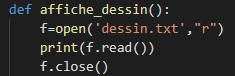 def affiche_dessin():
    f=open('dessin.txt',"r")
    print(f.read())
    f.close()